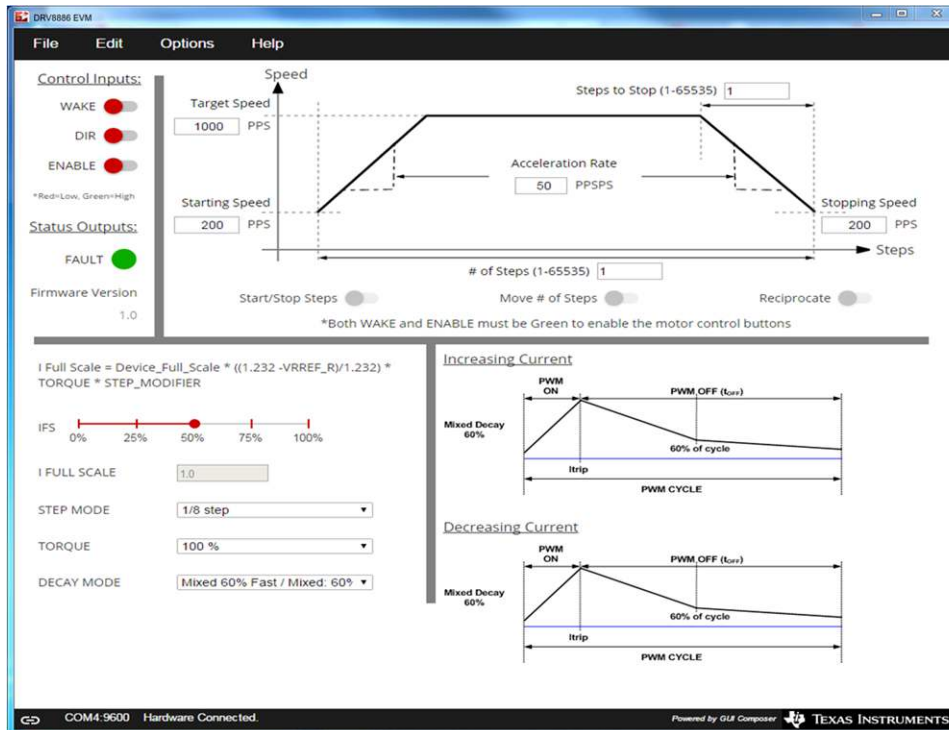 DRV8886 EVM
File Edit Options Help
Control Inputs:
WAKE
DIR
ENABLE
*Red=Low, Green=High
Status Outputs:
FAULT
Firmware Version
1.0
Speed
Steps to Stop (1-65535) 1
Target Speed
1000 PPS
Acceleration Rate
50 PPSPS
Starting Speed
200 PPS
Stopping Speed
200 PPS
Steps
# of Steps (1-65535) 1
Start/Stop Steps Move # of Steps Reciprocate
*Both WAKE and ENABLE must be Green to enable the motor control buttons
I Full Scale = Device_Full_Scale * ((1.232 -VRREF_R)/1.232) *
TORQUE * STEP_MODIFIER
IFS
0% 25% 50% 75% 100%
I FULL SCALE 1.0
STEP MODE 1/8 step
TORQUE 100 %
DECAY MODE Mixed 60% Fast / Mixed: 60%
Increasing Current
PWM
ON
PWM OFF (tOFF)
Mixed Decay
60%
60% of cycle
Itrip
PWM CYCLE
Decreasing Current
PWM
ON
PWM OFF (tOFF)
Mixed Decay
60%
60% of cycle
Itrip
PWM CYCLE
COM4:9600 Hardware Connected.
Powered by GUI Composer TEXAS INSTRUMENTS